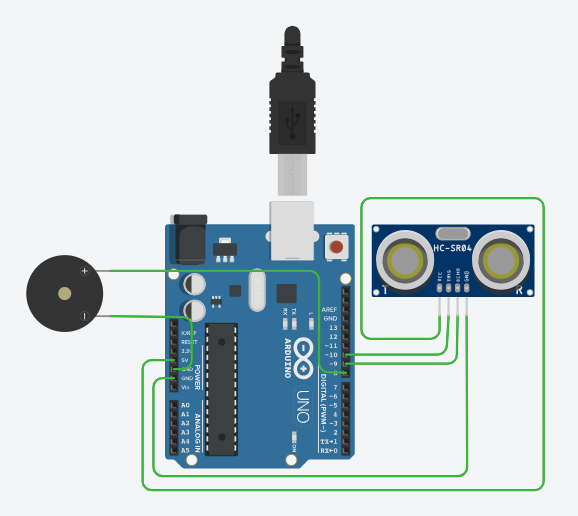 HC-SR04
T
R
VCC
TRIG
ECHO
GND
+
-
RX
TX
L
AREF
GND
13
12
~11
~10
~9
8
7
~6
~5
4
~3
2
TX→1
RX←0
DIGITAL (PWM~)
ARDUINO
UNO
ON
IOREF
RESET
3.3V
5V
GND
GND
Vin
POWER
A0
A1
A2
A3
A4
A5
ANALOG IN